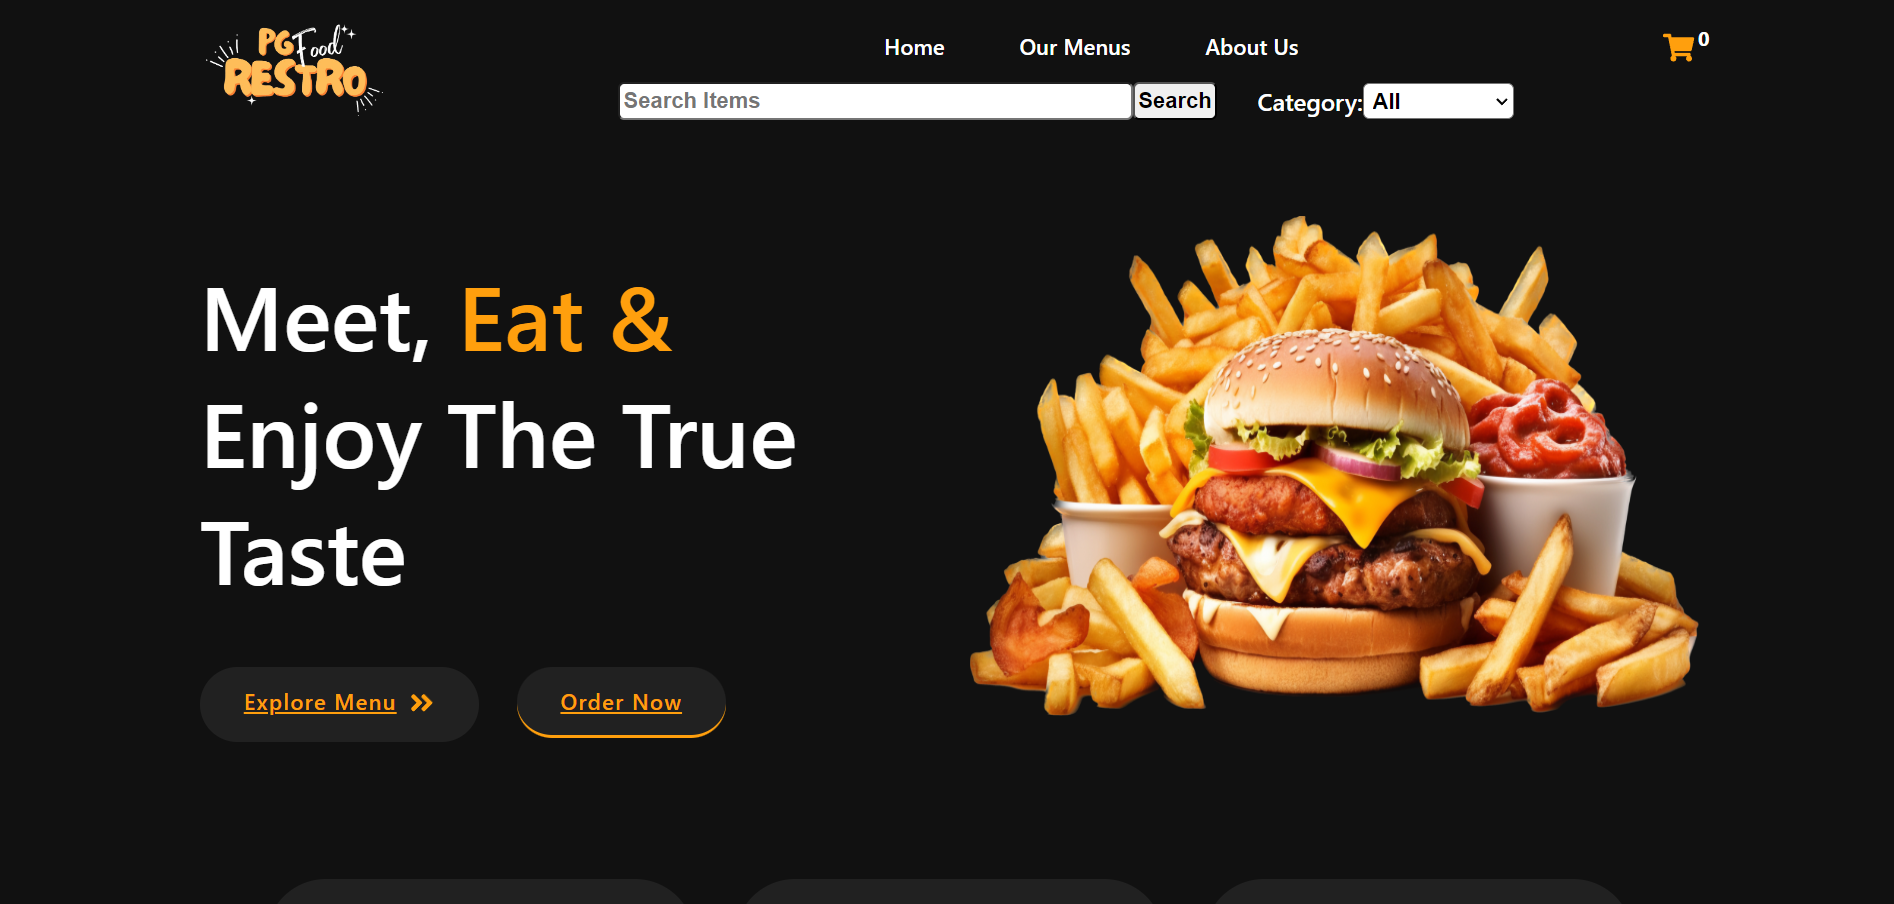 PG Food
RESTRO
Home
Our Menus
About Us
0
Search Items
Search
Category:
All
Meet, Eat &
Enjoy The True
Taste
Explore Menu
Order Now